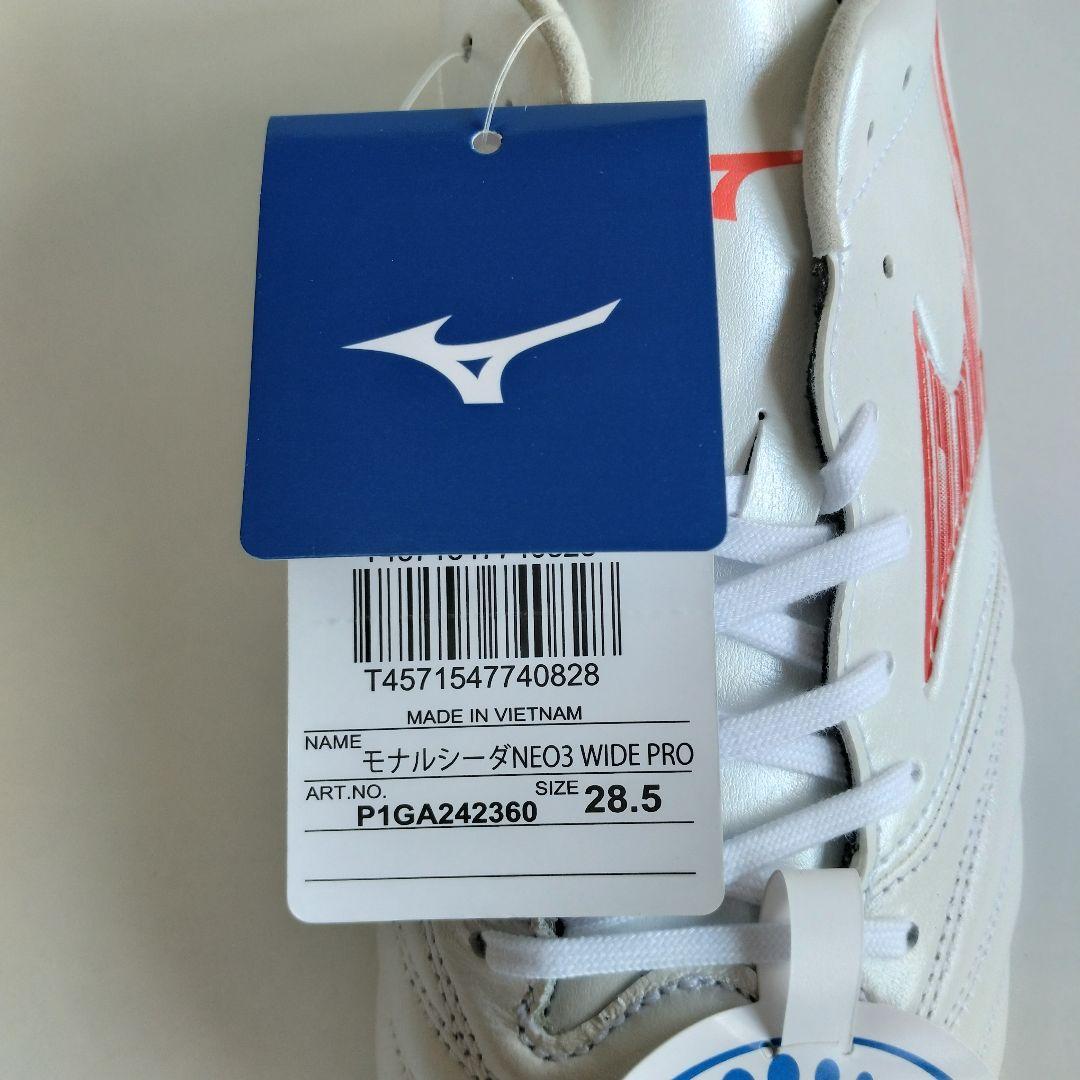 T4571547740828
MADE IN VIETNAM
NAME モナルシーダNEO3 WIDE PRO
ART.NO. P1GA242360 SIZE 28.5